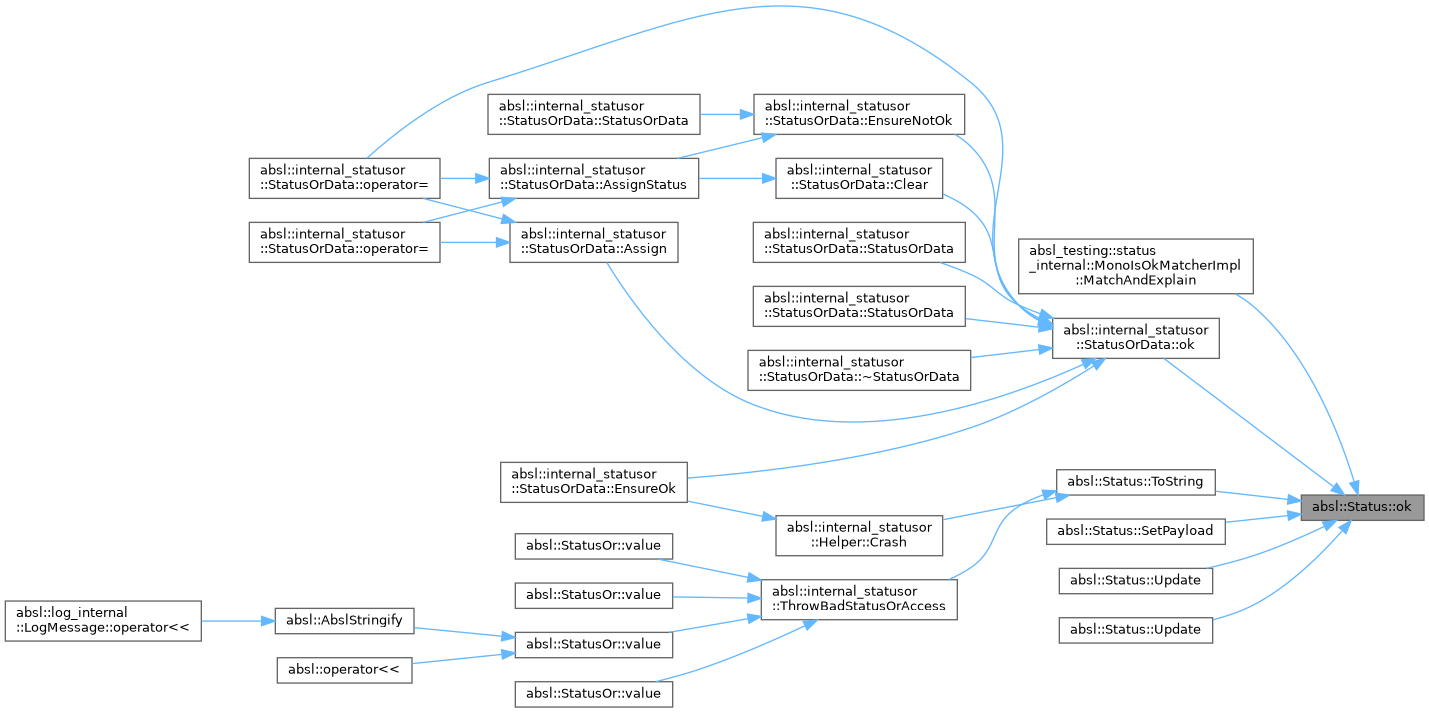 absl::internal_statusor
::StatusOrData::StatusOrData
absl::internal_statusor
::StatusOrData::EnsureNotOk
absl::internal_statusor
::StatusOrData::operator=
absl::internal_statusor
::StatusOrData::AssignStatus
absl::internal_statusor
::StatusOrData::Clear
absl::internal_statusor
::StatusOrData::operator=
absl::internal_statusor
::StatusOrData::Assign
absl::internal_statusor
::StatusOrData::StatusOrData
absl_testing::status
_internal::MonoIsOkMatcherImpl
::MatchAndExplain
absl::internal_statusor
::StatusOrData::StatusOrData
absl::internal_statusor
::StatusOrData::ok
absl::internal_statusor
::StatusOrData::~StatusOrData
absl::internal_statusor
::StatusOrData::EnsureOk
absl::Status::ToString
absl::Status::ok
absl::internal_statusor
::Helper::Crash
absl::Status::SetPayload
absl::StatusOr::value
absl::Status::Update
absl::StatusOr::value
absl::internal_statusor
::ThrowBadStatusOrAccess
absl::log_internal
::LogMessage::operator<<
absl::AbslStringify
absl::StatusOr::value
absl::Status::Update
absl::operator<<
absl::StatusOr::value